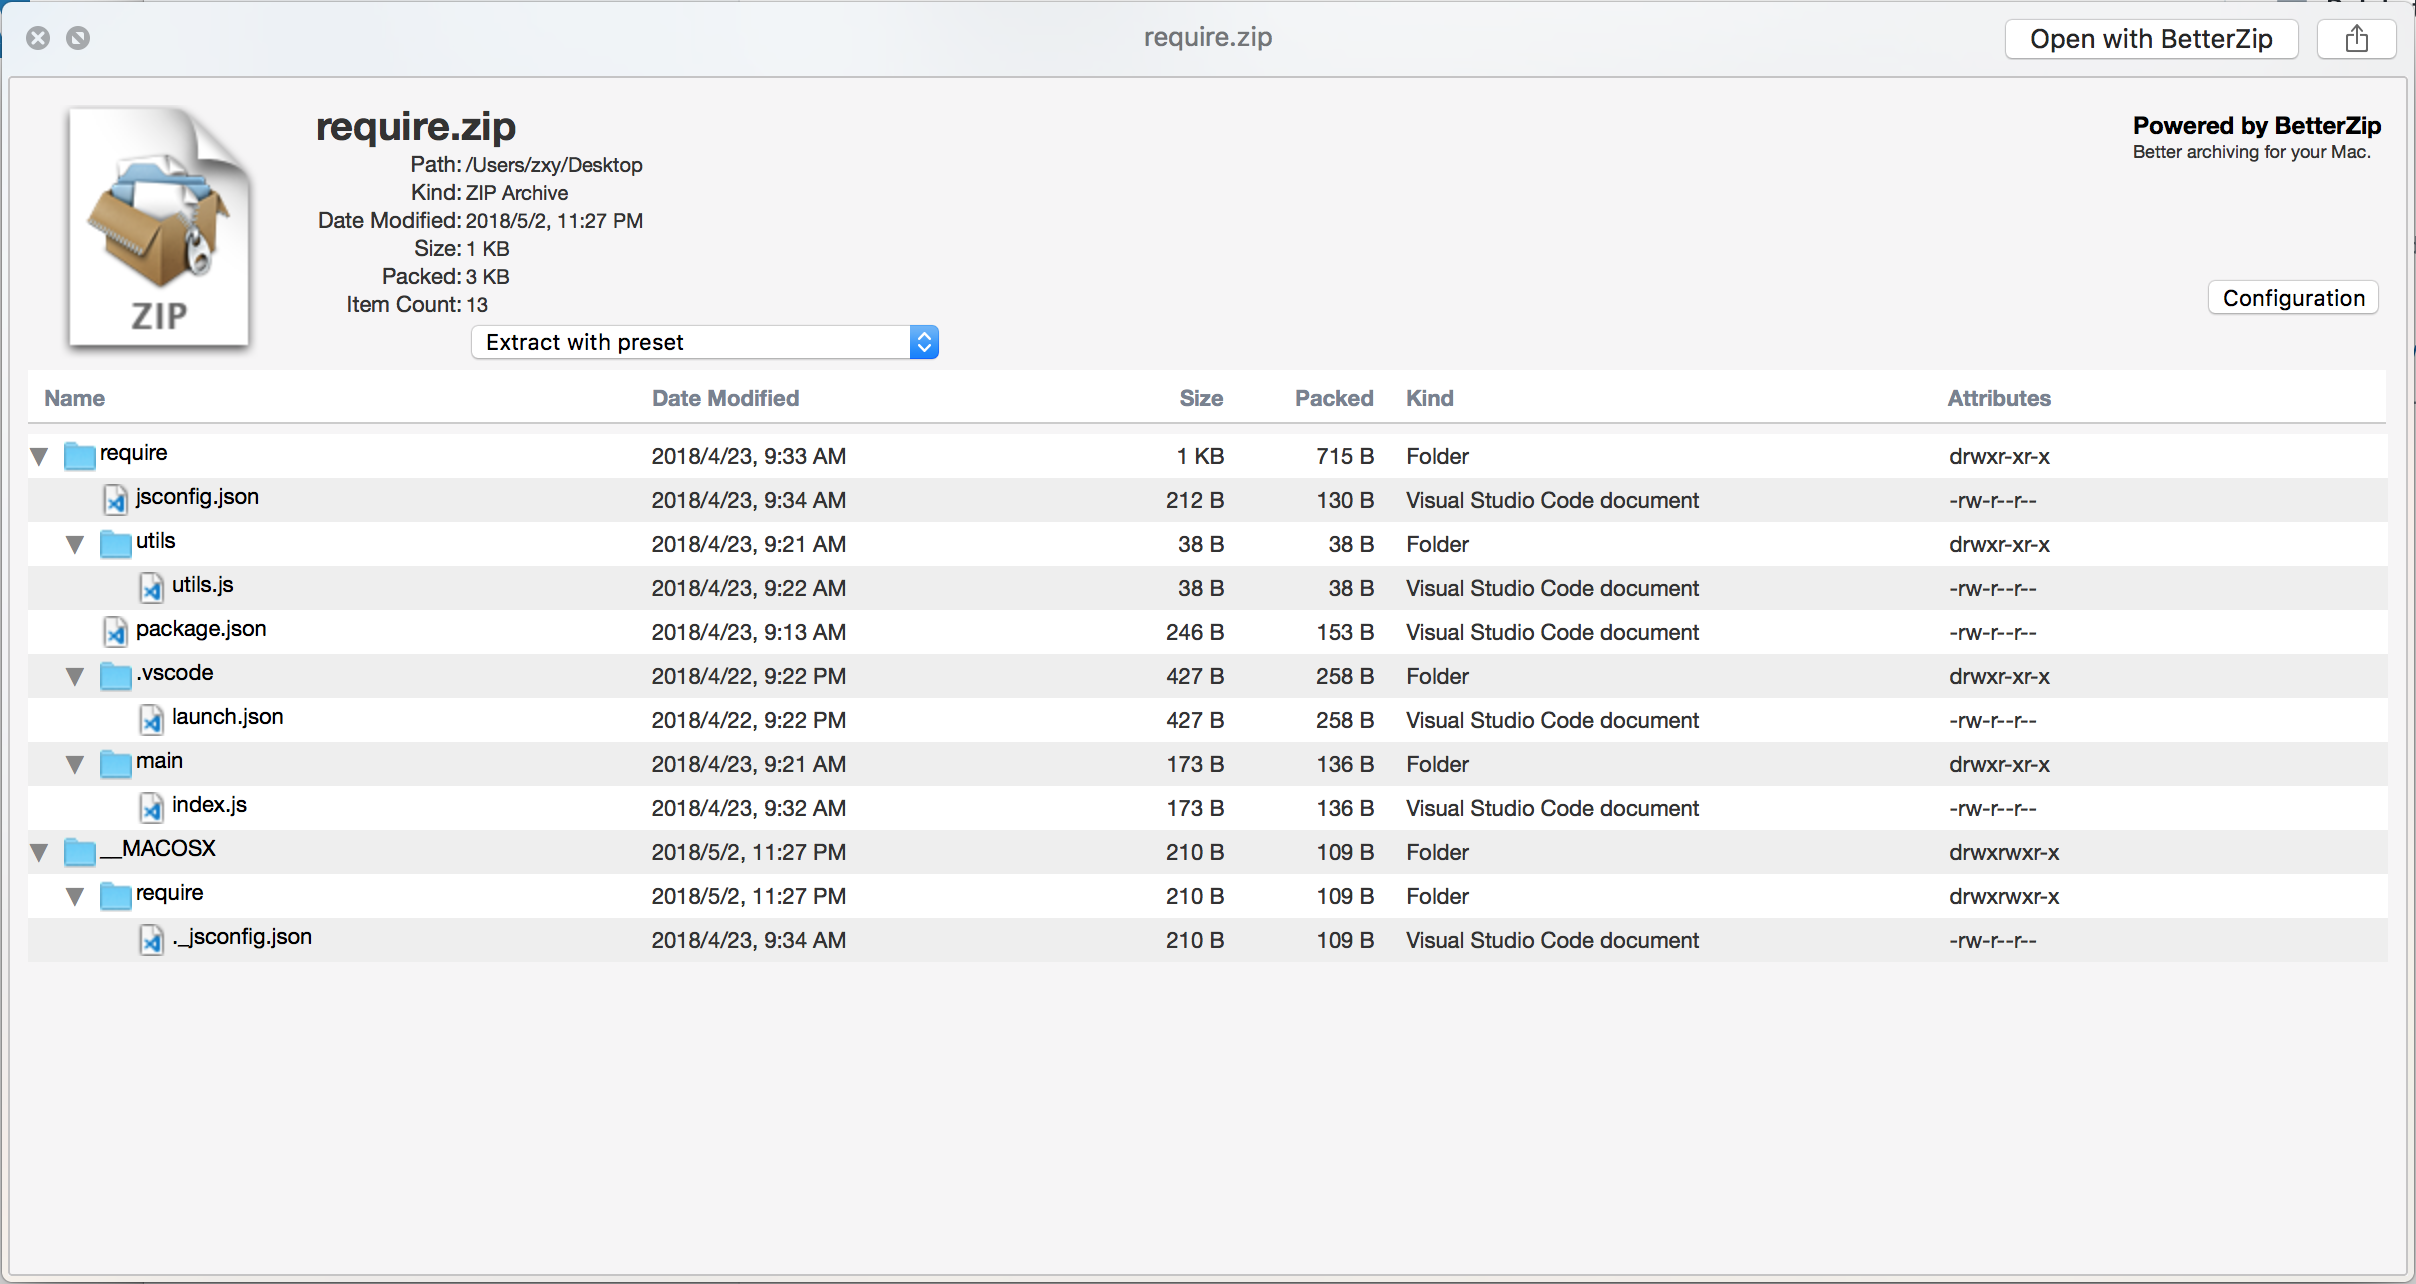 require.zip
Open with BetterZip
ZIP
require.zip
Path: /Users/zxy/Desktop
Kind: ZIP Archive
Date Modified: 2018/5/2, 11:27 PM
Size: 1 KB
Packed: 3 KB
Item Count: 13
Extract with preset
Powered by BetterZip
Better archiving for your Mac.
Configuration
Name Date Modified Size Packed Kind Attributes
require 2018/4/23, 9:33 AM 1 KB 715 B Folder drwxr-xr-x
jsconfig.json 2018/4/23, 9:34 AM 212 B 130 B Visual Studio Code document -rw-r--r--
utils 2018/4/23, 9:21 AM 38 B 38 B Folder drwxr-xr-x
utils.js 2018/4/23, 9:22 AM 38 B 38 B Visual Studio Code document -rw-r--r--
package.json 2018/4/23, 9:13 AM 246 B 153 B Visual Studio Code document -rw-r--r--
.vscode 2018/4/22, 9:22 PM 427 B 258 B Folder drwxr-xr-x
launch.json 2018/4/22, 9:22 PM 427 B 258 B Visual Studio Code document -rw-r--r--
main 2018/4/23, 9:21 AM 173 B 136 B Folder drwxr-xr-x
index.js 2018/4/23, 9:32 AM 173 B 136 B Visual Studio Code document -rw-r--r--
__MACOSX 2018/5/2, 11:27 PM 210 B 109 B Folder drwxrwxr-x
require 2018/5/2, 11:27 PM 210 B 109 B Folder drwxrwxr-x
._jsconfig.json 2018/4/23, 9:34 AM 210 B 109 B Visual Studio Code document -rw-r--r--